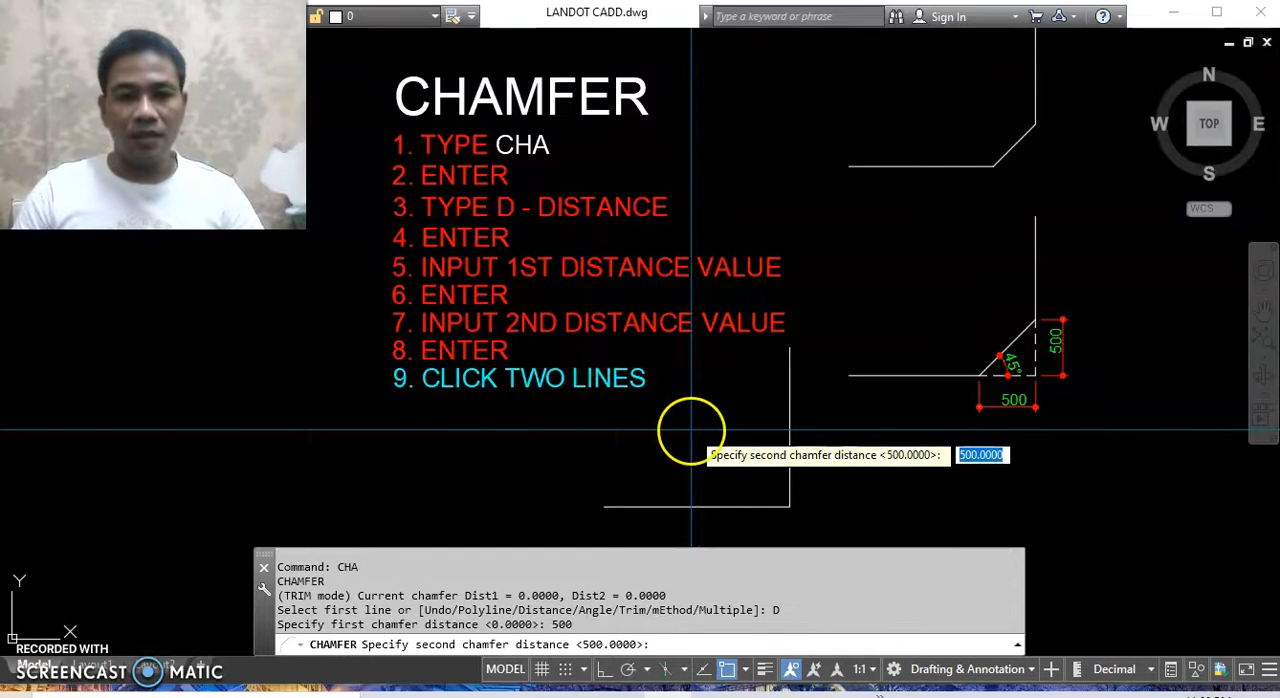 0
LANDOT CADD.dwg
Type a keyword or phrase
Sign In
CHAMFER
1. TYPE CHA
2. ENTER
3. TYPE D - DISTANCE
4. ENTER
5. INPUT 1ST DISTANCE VALUE
6. ENTER
7. INPUT 2ND DISTANCE VALUE
8. ENTER
9. CLICK TWO LINES
N
W
TOP
E
S
WCS
500
45°
500
Specify second chamfer distance <500.0000>:
500.0000
Command: CHA
CHAMFER
(TRIM mode) Current chamfer Dist1 = 0.0000, Dist2 = 0.0000
Select first line or [Undo/Polyline/Distance/Angle/Trim/mEthod/Multiple]: D
Specify first chamfer distance <0.0000>: 500
CHAMFER Specify second chamfer distance <500.0000>:
Y
X
RECORDED WITH
SCREENCAST MATIC
Model
MODEL
1:1
Drafting & Annotation
Decimal